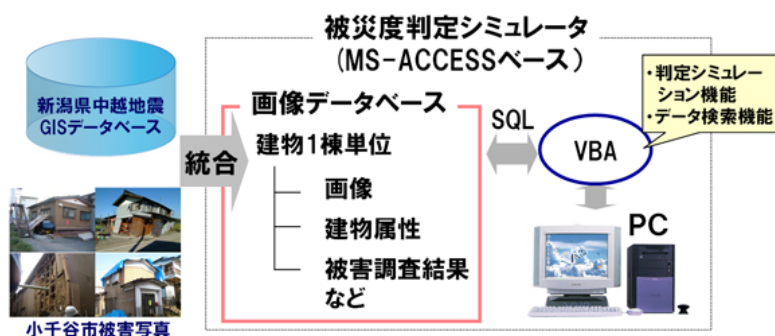 被災度判定シミュレータ
(MS-ACCESSベース)
新潟県中越地震
GISデータベース
画像データベース
統合
建物1棟単位
画像
建物属性
被害調査結果
など
SQL
VBA
・判定シミュレー
ション機能
・データ検索機能
PC
小千谷市被害写真